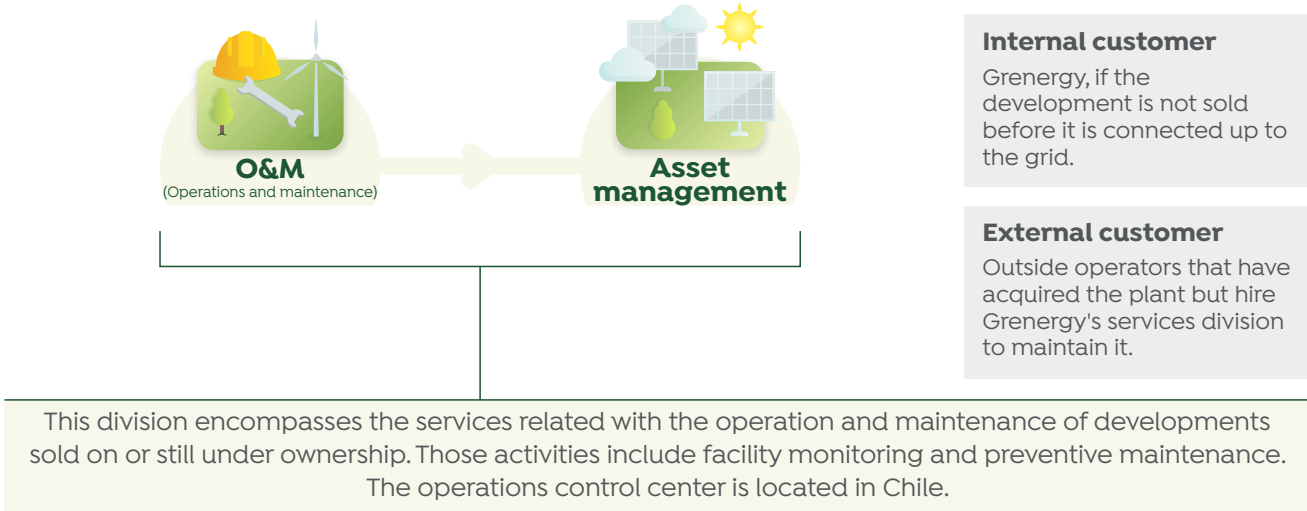 O&M
(Operations and maintenance)
Asset
management
Internal customer
Grenergy, if the
development is not sold
before it is connected up to
the grid.
External customer
Outside operators that have
acquired the plant but hire
Grenergy's services division
to maintain it.
This division encompasses the services related with the operation and maintenance of developments
sold on or still under ownership. Those activities include facility monitoring and preventive maintenance.
The operations control center is located in Chile.